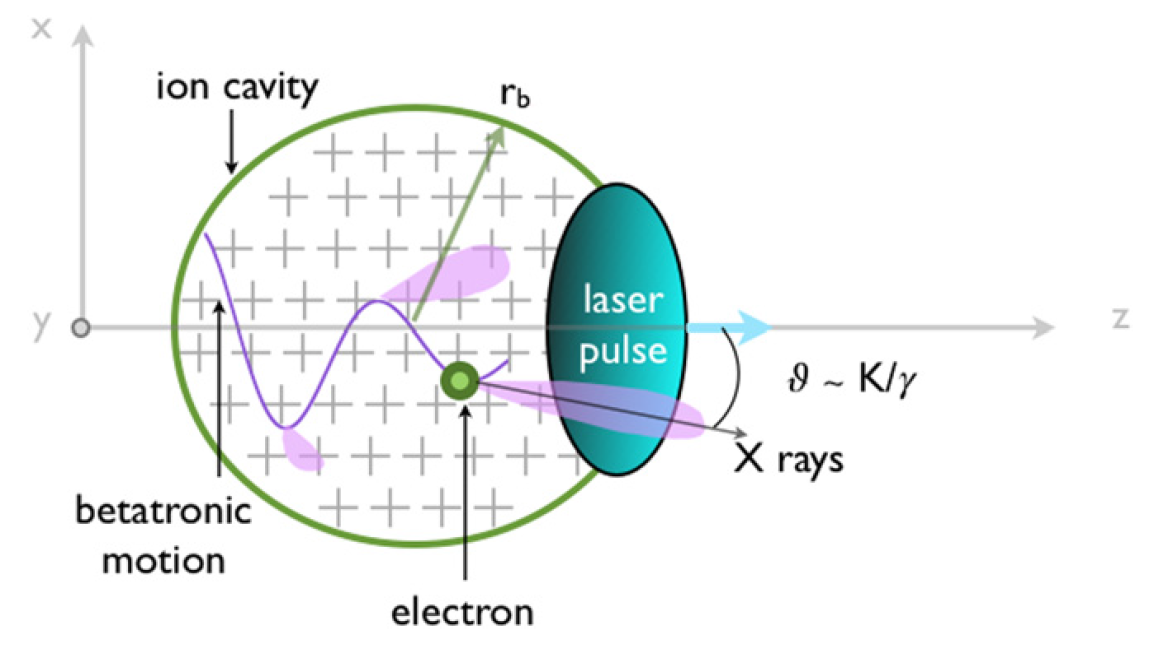 x
ion cavity
r_b
y
laser
pulse
z
ϑ ~ K/γ
X rays
betatronic
motion
electron